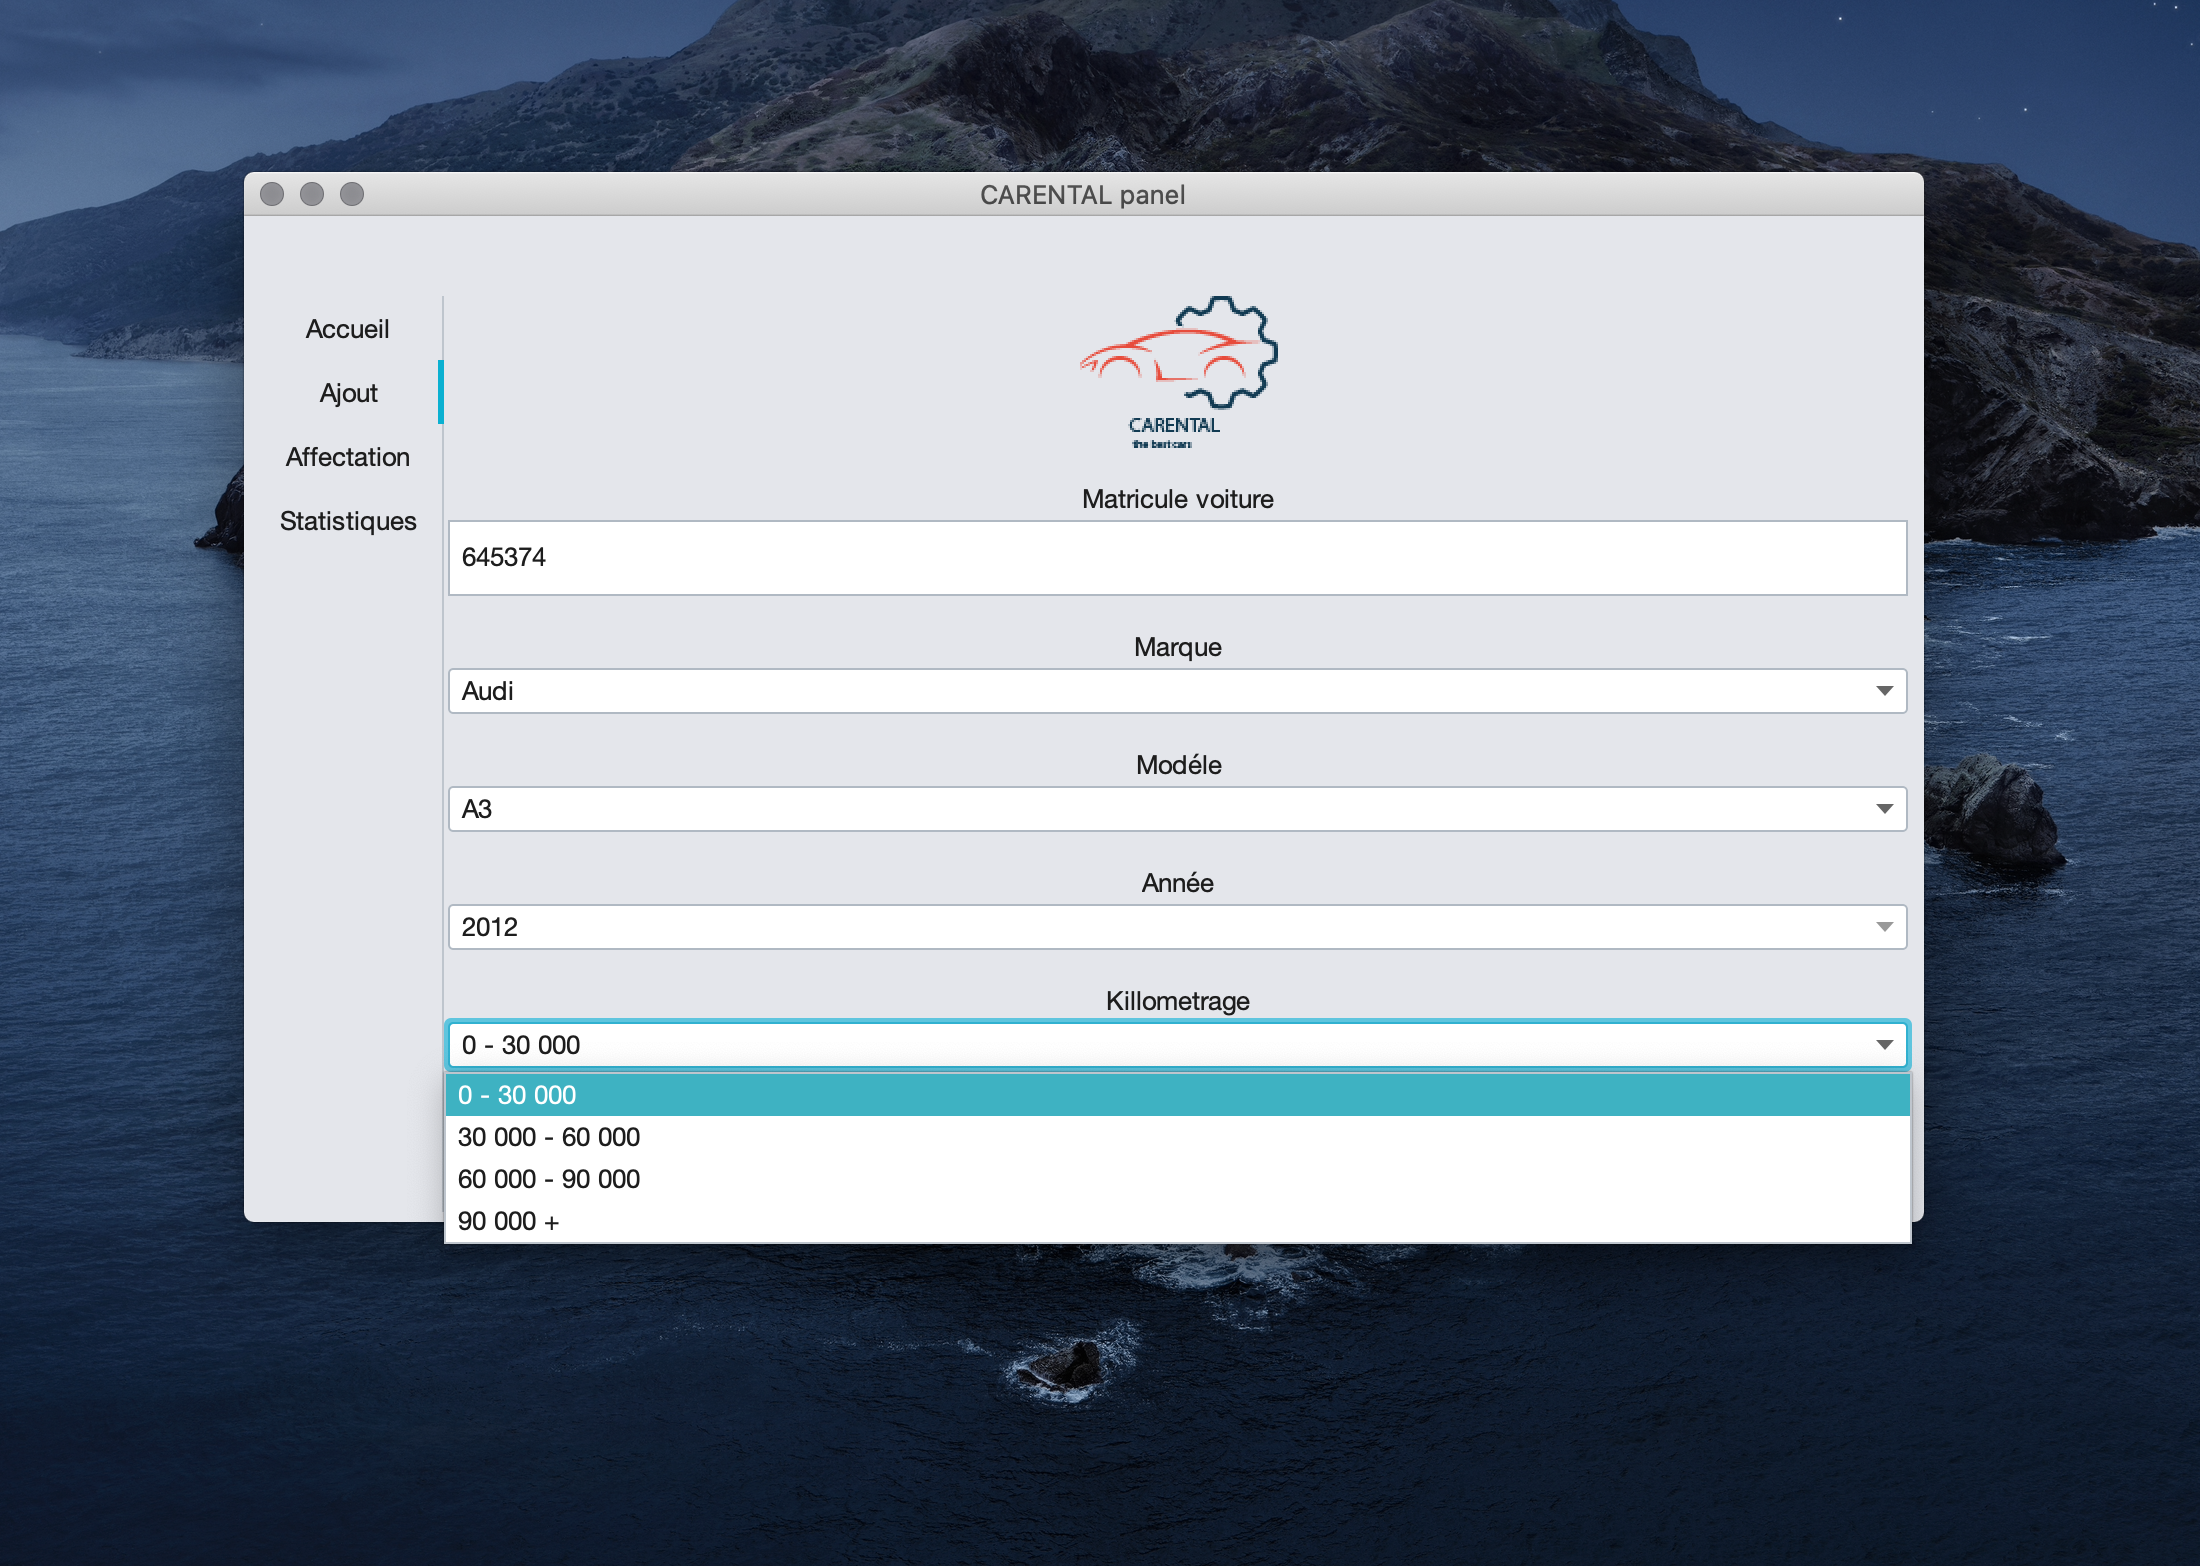 CARENTAL panel
Accueil
Ajout
Affectation
Statistiques
CARENTAL
the best cars
Matricule voiture
645374
Marque
Audi
Modéle
A3
Année
2012
Killometrage
0 - 30 000
0 - 30 000
30 000 - 60 000
60 000 - 90 000
90 000 +